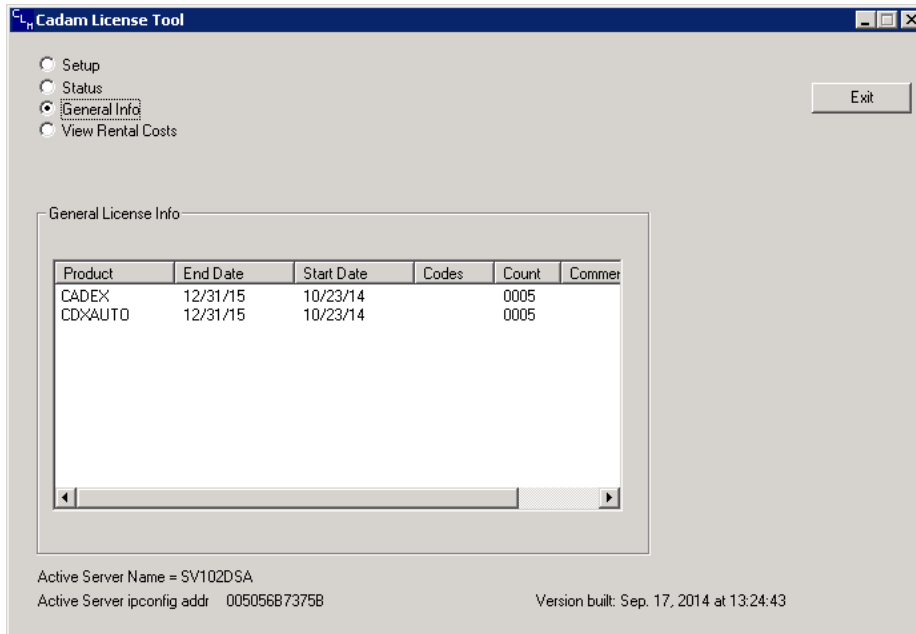 CLM Cadam License Tool
Setup
Status
General Info
View Rental Costs
Exit
General License Info
Product End Date Start Date Codes Count Commer
CADEX 12/31/15 10/23/14 0005
CDXAUTO 12/31/15 10/23/14 0005
Active Server Name = SV102DSA
Active Server ipconfig addr 005056B7375B Version built: Sep. 17, 2014 at 13:24:43